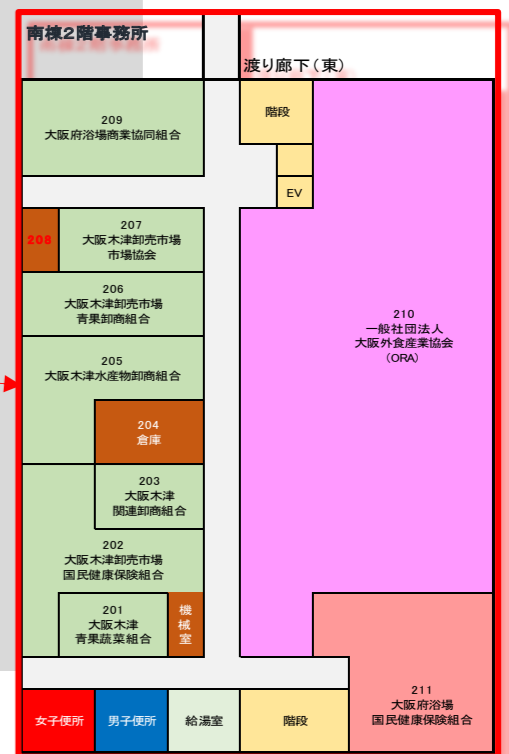 南棟2階事務所
渡り廊下(東)
209
大阪府浴場商業協同組合
階段
EV
208
207
大阪木津卸売市場
市場協会
206
大阪木津卸売市場
青果卸商組合
210
一般社団法人
大阪外食産業協会
(ORA)
205
大阪木津水産物卸商組合
204
倉庫
203
大阪木津
関連卸商組合
202
大阪木津卸売市場
国民健康保険組合
201
大阪木津
青果蔬菜組合
機
械
室
211
大阪府浴場
国民健康保険組合
女子便所
男子便所
給湯室
階段